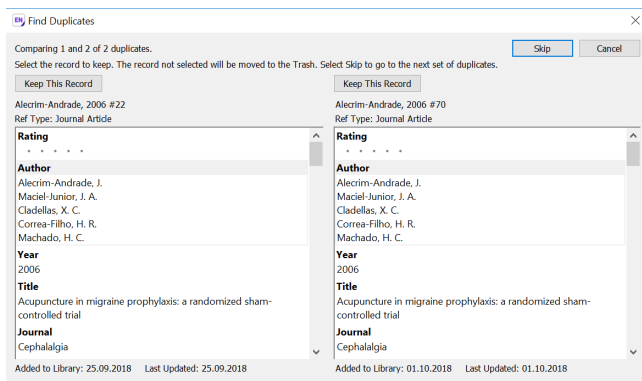 EN Find Duplicates
Comparing 1 and 2 of 2 duplicates.
Skip
Cancel
Select the record to keep. The record not selected will be moved to the Trash. Select Skip to go to the next set of duplicates.
Keep This Record
Alecrim-Andrade, 2006 #22
Ref Type: Journal Article
Rating
Author
Alecrim-Andrade, J.
Maciel-Junior, J. A.
Cladellas, X. C.
Correa-Filho, H. R.
Machado, H. C.
Year
2006
Title
Acupuncture in migraine prophylaxis: a randomized sham-
controlled trial
Journal
Cephalalgia
Added to Library: 25.09.2018 Last Updated: 25.09.2018
Keep This Record
Alecrim-Andrade, 2006 #70
Ref Type: Journal Article
Rating
Author
Alecrim-Andrade, J.
Maciel-Junior, J. A.
Cladellas, X. C.
Correa-Filho, H. R.
Machado, H. C.
Year
2006
Title
Acupuncture in migraine prophylaxis: a randomized sham-
controlled trial
Journal
Cephalalgia
Added to Library: 01.10.2018 Last Updated: 01.10.2018